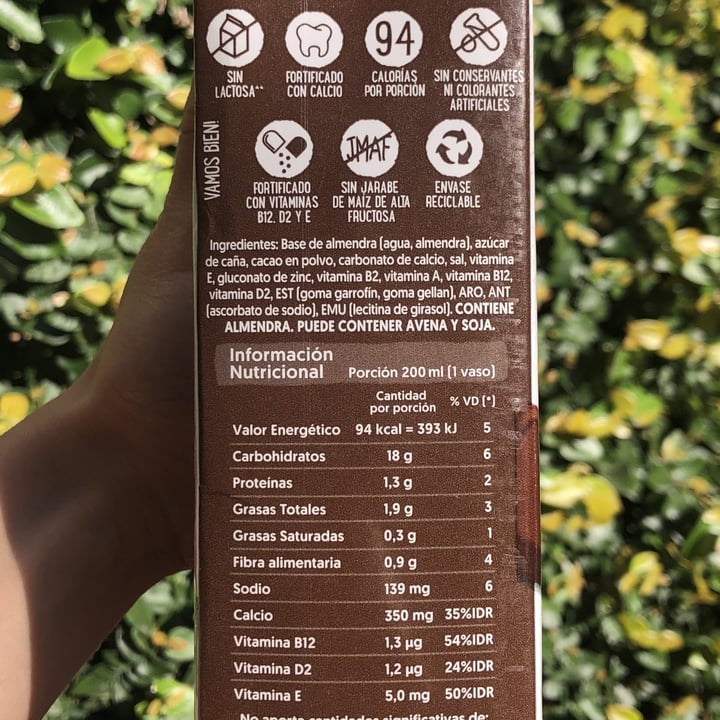 SIN LACTOSA**
FORTIFICADO CON CALCIO
94
CALORÍAS POR PORCIÓN
SIN CONSERVANTES NI COLORANTES ARTIFICIALES
VAMOS BIEN!
FORTIFICADO CON VITAMINAS B12. D2 Y E
JMAF
SIN JARABE DE MAÍZ DE ALTA FRUCTOSA
ENVASE RECICLABLE
Ingredientes: Base de almendra (agua, almendra), azúcar
de caña, cacao en polvo, carbonato de calcio, sal, vitamina
E, gluconato de zinc, vitamina B2, vitamina A, vitamina B12,
vitamina D2, EST (goma garrofín, goma gellan), ARO, ANT
(ascorbato de sodio), EMU (lecitina de girasol). CONTIENE
ALMENDRA. PUEDE CONTENER AVENA Y SOJA.
Información
Nutricional Porción 200 ml (1 vaso)
Cantidad por porción % VD (*)
Valor Energético 94 kcal = 393 kJ 5
Carbohidratos 18 g 6
Proteínas 1,3 g 2
Grasas Totales 1,9 g 3
Grasas Saturadas 0,3 g 1
Fibra alimentaria 0,9 g 4
Sodio 139 mg 6
Calcio 350 mg 35%IDR
Vitamina B12 1,3 µg 54%IDR
Vitamina D2 1,2 µg 24%IDR
Vitamina E 5,0 mg 50%IDR
No aporta cantidades significativas de: